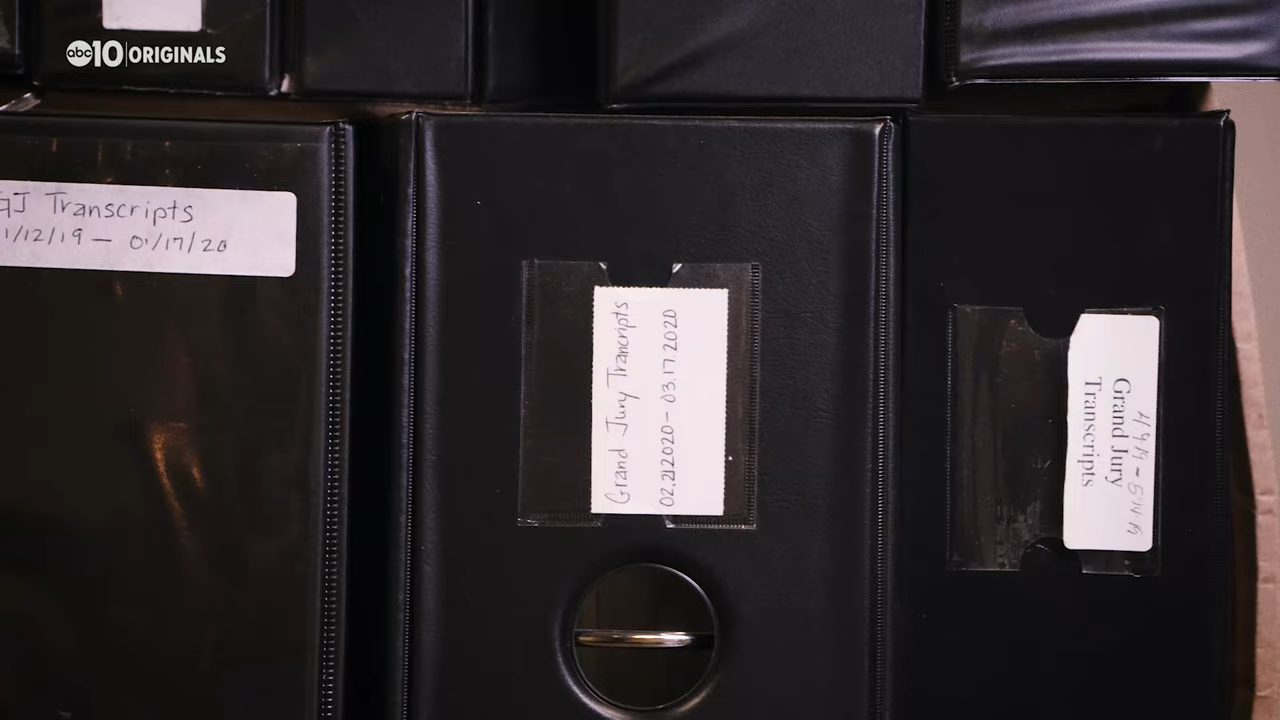 abc10 ORIGINALS
GJ Transcripts
1/12/19 - 01/17/20
Grand Jury Trancripts
02.21.2020 - 03.17.2020
Grand Jury
Transcripts